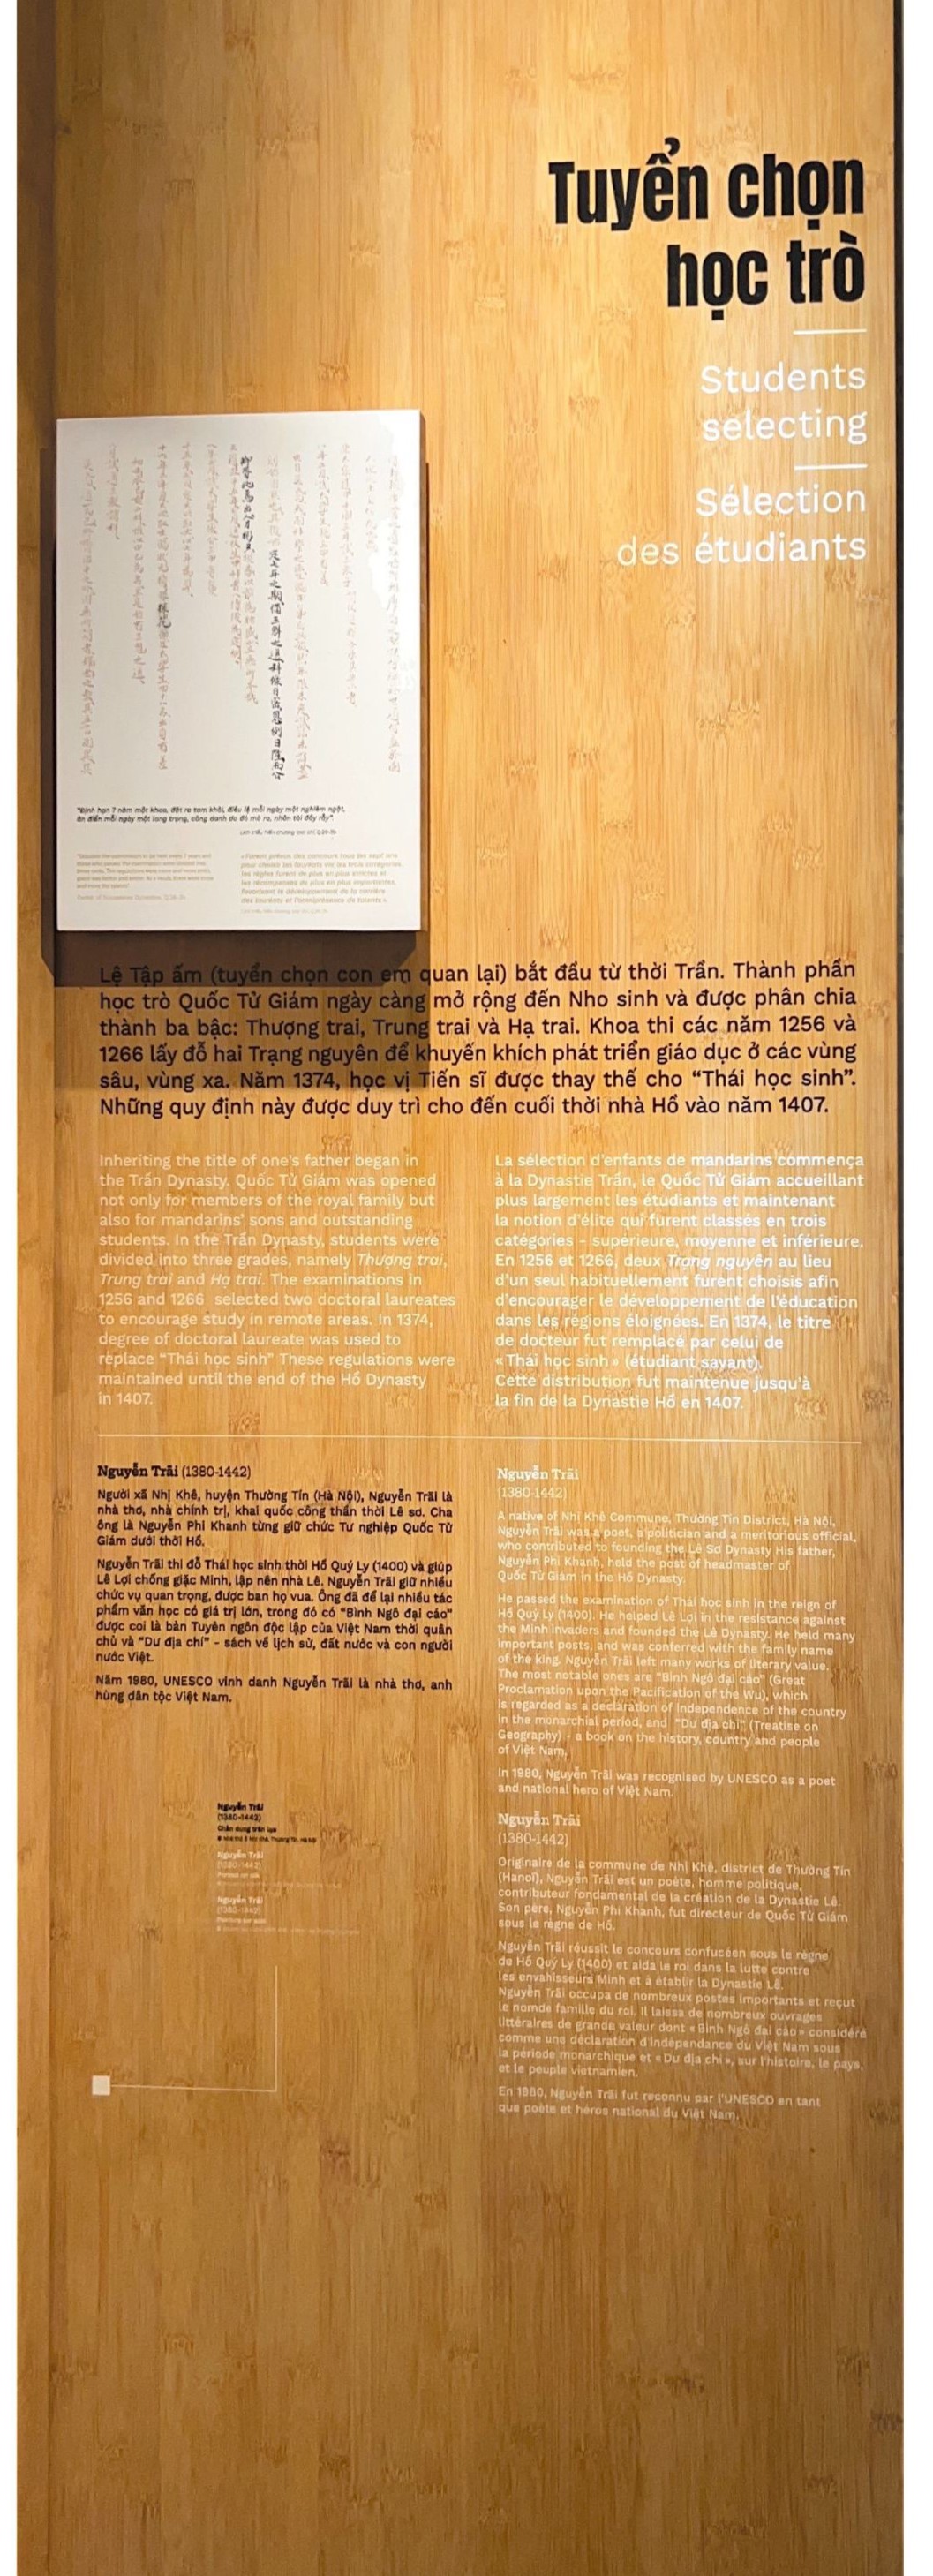 Tuyển chọn
học trò
Students
selecting
Sélection
des étudiants
"Định hạn 7 năm một khoa, đặt ra tam khôi, điều lệ mỗi ngày một nghiêm ngặt,
ân điển mỗi ngày một long trọng, công danh do đó mà ra, nhân tài đầy rẫy".
Lệ Tập ấm (tuyển chọn con em quan lại) bắt đầu từ thời Trần. Thành phần
học trò Quốc Tử Giám ngày càng mở rộng đến Nho sinh và được phân chia
thành ba bậc: Thượng trai, Trung trai và Hạ trai. Khoa thi các năm 1256 và
1266 lấy đỗ hai Trạng nguyên để khuyến khích phát triển giáo dục ở các vùng
sâu, vùng xa. Năm 1374, học vị Tiến sĩ được thay thế cho “Thái học sinh”.
Những quy định này được duy trì cho đến cuối thời nhà Hồ vào năm 1407.
Inheriting the title of one's father began in
the Trần Dynasty. Quốc Tử Giám was opened
not only for members of the royal family but
also for mandarins' sons and outstanding
students. In the Trần Dynasty, students were
divided into three grades, namely Thượng trai,
Trung trai and Hạ trai. The examinations in
1256 and 1266 selected two doctoral laureates
to encourage study in remote areas. In 1374,
degree of doctoral laureate was used to
replace “Thái học sinh” These regulations were
maintained until the end of the Hồ Dynasty
in 1407.
La sélection d'enfants de mandarins commença
à la Dynastie Trần, le Quốc Tử Giám accueillant
plus largement les étudiants et maintenant
la notion d'élite qui furent classés en trois
catégories - supérieure, moyenne et inférieure.
En 1256 et 1266, deux Trạng nguyên au lieu
d'un seul habituellement furent choisis afin
d'encourager le développement de l'éducation
dans les régions éloignées. En 1374, le titre
de docteur fut remplacé par celui de
« Thái học sinh » (étudiant savant).
Cette distribution fut maintenue jusqu'à
la fin de la Dynastie Hồ en 1407.
Nguyễn Trãi (1380-1442)
Người xã Nhị Khê, huyện Thường Tín (Hà Nội), Nguyễn Trãi là
nhà thơ, nhà chính trị, khai quốc công thần thời Lê sơ. Cha
ông là Nguyễn Phi Khanh từng giữ chức Tư nghiệp Quốc Tử
Giám dưới thời Hồ.
Nguyễn Trãi thi đỗ Thái học sinh thời Hồ Quý Ly (1400) và giúp
Lê Lợi chống giặc Minh, lập nên nhà Lê. Nguyễn Trãi giữ nhiều
chức vụ quan trọng, được ban họ vua. Ông đã để lại nhiều tác
phẩm văn học có giá trị lớn, trong đó có “Bình Ngô đại cáo”
được coi là bản Tuyên ngôn độc lập của Việt Nam thời quân
chủ và “Dư địa chí” - sách về lịch sử, đất nước và con người
nước Việt.
Năm 1980, UNESCO vinh danh Nguyễn Trãi là nhà thơ, anh
hùng dân tộc Việt Nam.
Nguyễn Trãi
(1380-1442)
Chân dung trên lụa
Nguyễn Trãi
(1380-1442)
Nguyễn Trãi
(1380-1442)
Nguyễn Trãi
(1380-1442)
A native of Nhị Khê Commune, Thường Tín District, Hà Nội,
Nguyễn Trãi was a poet, a politician and a meritorious official,
who contributed to founding the Lê Sơ Dynasty His father,
Nguyễn Phi Khanh, held the post of headmaster of
Quốc Tử Giám in the Hồ Dynasty.
He passed the examination of Thái học sinh in the reign of
Hồ Quý Ly (1400). He helped Lê Lợi in the resistance against
the Minh invaders and founded the Lê Dynasty. He held many
important posts, and was conferred with the family name
of the king. Nguyễn Trãi left many works of literary value.
The most notable ones are “Bình Ngô đại cáo” (Great
Proclamation upon the Pacification of the Wu), which
is regarded as a declaration of independence of the country
in the monarchial period, and “Dư địa chí” (Treatise on
Geography) - a book on the history, country and people
of Việt Nam.
In 1980, Nguyễn Trãi was recognised by UNESCO as a poet
and national hero of Việt Nam.
Nguyễn Trãi
(1380-1442)
Originaire de la commune de Nhị Khê, district de Thường Tín
(Hanoi), Nguyễn Trãi est un poète, homme politique,
contributeur fondamental de la création de la Dynastie Lê.
Son père, Nguyễn Phi Khanh, fut directeur de Quốc Tử Giám
sous le règne de Hồ.
Nguyễn Trãi réussit le concours confucéen sous le règne
de Hồ Quý Ly (1400) et aida le roi dans la lutte contre
les envahisseurs Minh et à établir la Dynastie Lê.
Nguyễn Trãi occupa de nombreux postes importants et reçut
le nomde famille du roi. Il laissa de nombreux ouvrages
littéraires de grande valeur dont « Bình Ngô đại cáo » considéré
comme une déclaration d'indépendance du Việt Nam sous
la période monarchique et « Dư địa chí », sur l'histoire, le pays,
et le peuple vietnamien.
En 1980, Nguyễn Trãi fut reconnu par l'UNESCO en tant
que poète et héros national du Việt Nam.